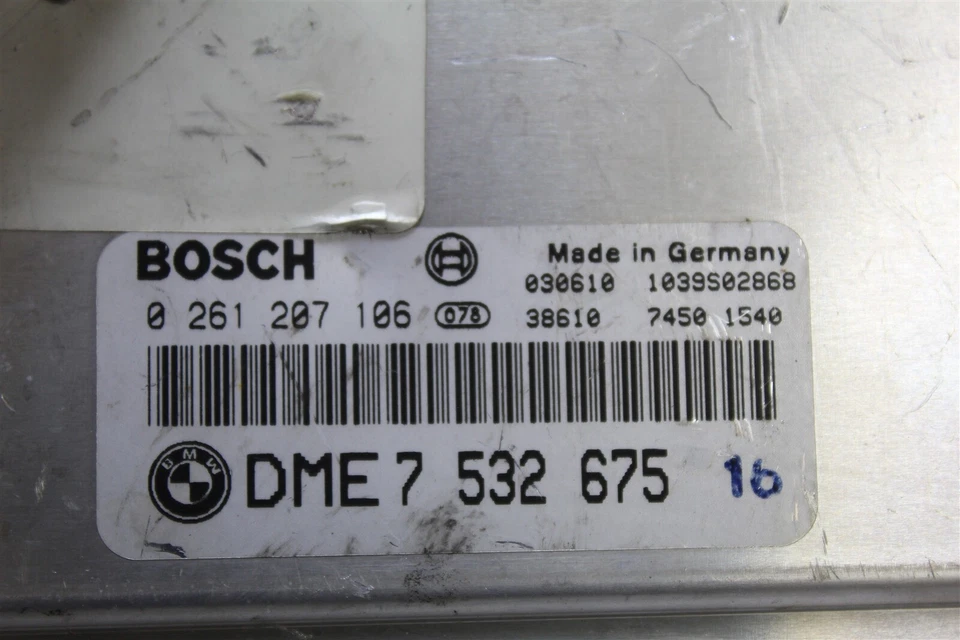 BOSCH Made in Germany
030610 1039S02868
0 261 207 106 078 38610 7450 1540
BMW DME 7 532 675 16